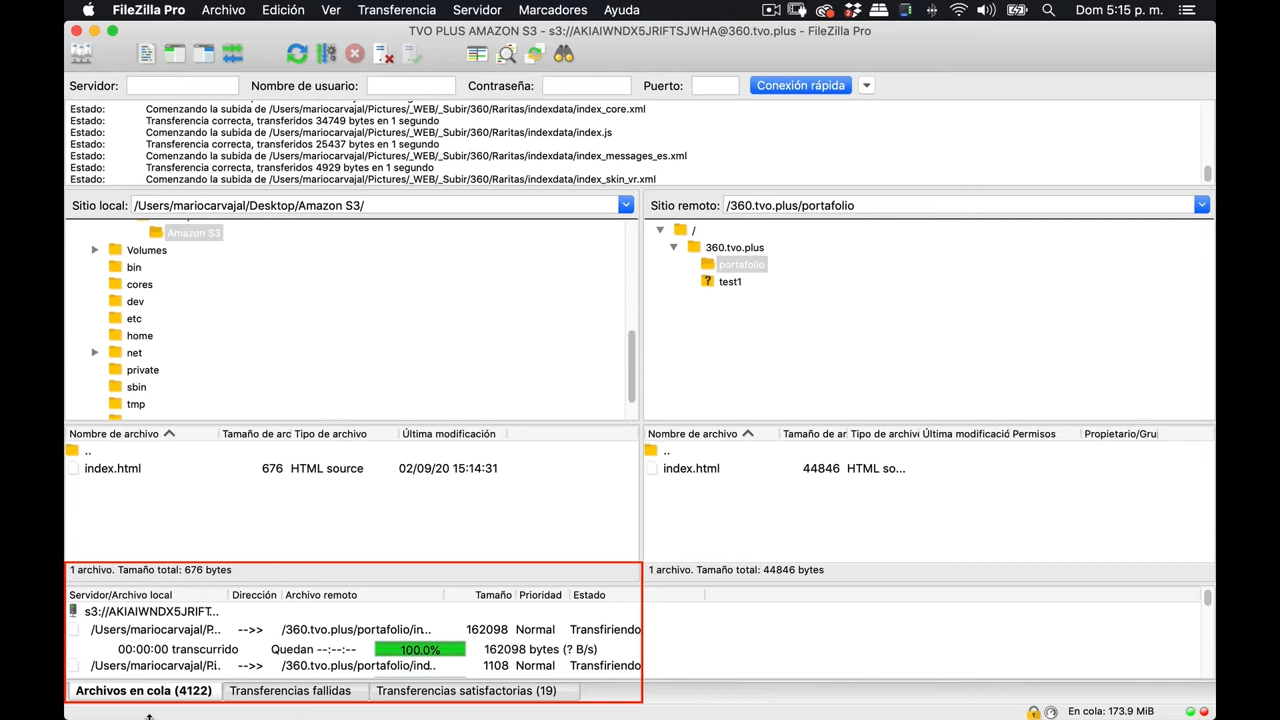 FileZilla Pro Archivo Edición Ver Transferencia Servidor Marcadores Ayuda Dom 5:15 p. m.
TVO PLUS AMAZON S3 - s3://AKIAIWNDX5JRIFTSJWHA@360.tvo.plus - FileZilla Pro
Servidor: Nombre de usuario: Contraseña: Puerto: Conexión rápida
Estado: Comenzando la subida de /Users/mariocarvajal/Pictures/_WEB/_Subir/360/Raritas/indexdata/index_core.xml
Estado: Transferencia correcta, transferidos 34749 bytes en 1 segundo
Estado: Comenzando la subida de /Users/mariocarvajal/Pictures/_WEB/_Subir/360/Raritas/indexdata/index.js
Estado: Transferencia correcta, transferidos 25437 bytes en 1 segundo
Estado: Comenzando la subida de /Users/mariocarvajal/Pictures/_WEB/_Subir/360/Raritas/indexdata/index_messages_es.xml
Estado: Transferencia correcta, transferidos 4929 bytes en 1 segundo
Estado: Comenzando la subida de /Users/mariocarvajal/Pictures/_WEB/_Subir/360/Raritas/indexdata/index_skin_vr.xml
Sitio local: /Users/mariocarvajal/Desktop/Amazon S3/
Amazon S3
Volumes
bin
cores
dev
etc
home
net
private
sbin
tmp
Sitio remoto: /360.tvo.plus/portafolio
/
360.tvo.plus
portafolio
? test1
Nombre de archivo Tamaño de arc Tipo de archivo Última modificación
..
index.html 676 HTML source 02/09/20 15:14:31
1 archivo. Tamaño total: 676 bytes
Nombre de archivo Tamaño de ar Tipo de archiv Última modificació Permisos Propietario/Gru
..
index.html 44846 HTML so...
1 archivo. Tamaño total: 44846 bytes
Servidor/Archivo local Dirección Archivo remoto Tamaño Prioridad Estado
s3://AKIAIWNDX5JRIFT...
/Users/mariocarvajal/P... -->> /360.tvo.plus/portafolio/in... 162098 Normal Transfiriendo
00:00:00 transcurrido Quedan --:--:-- 100.0% 162098 bytes (? B/s)
/Users/mariocarvajal/Pi.. -->> /360.tvo.plus/portafolio/ind.. 1108 Normal Transfiriendo
Archivos en cola (4122) Transferencias fallidas Transferencias satisfactorias (19)
En cola: 173.9 MiB